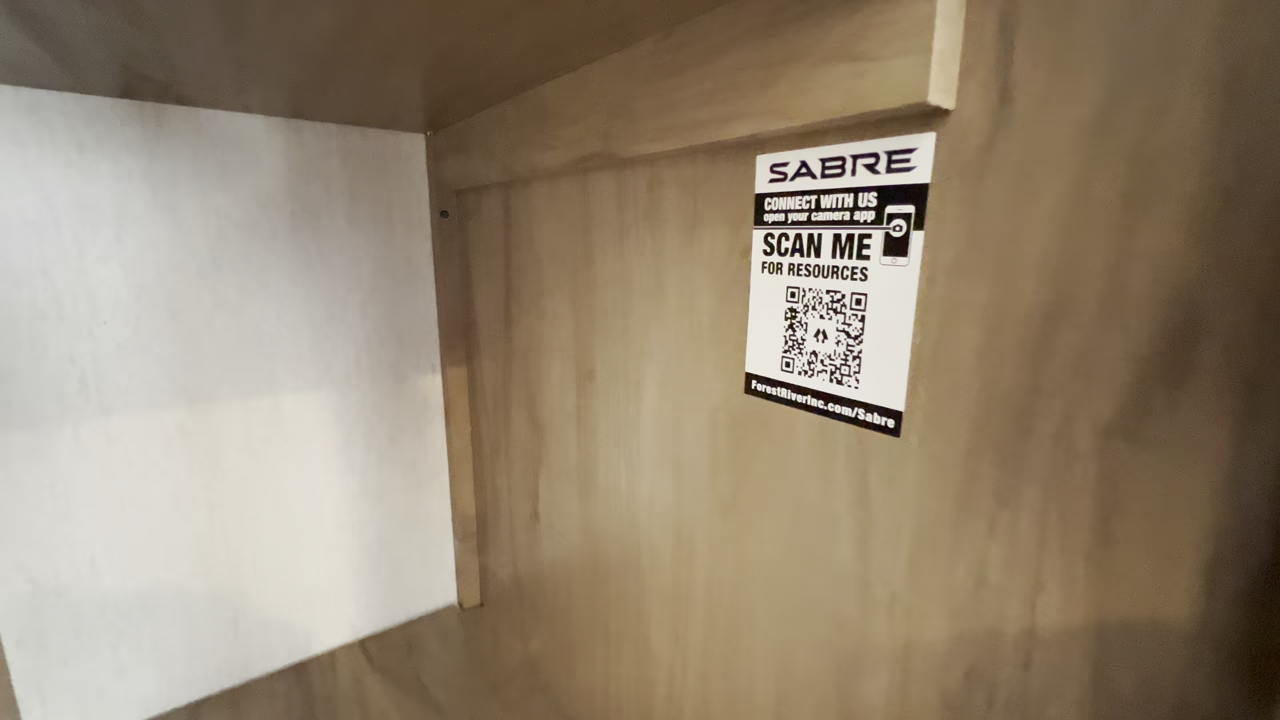 SABRE
CONNECT WITH US
open your camera app
SCAN ME
FOR RESOURCES
ForestRiverInc.com/Sabre